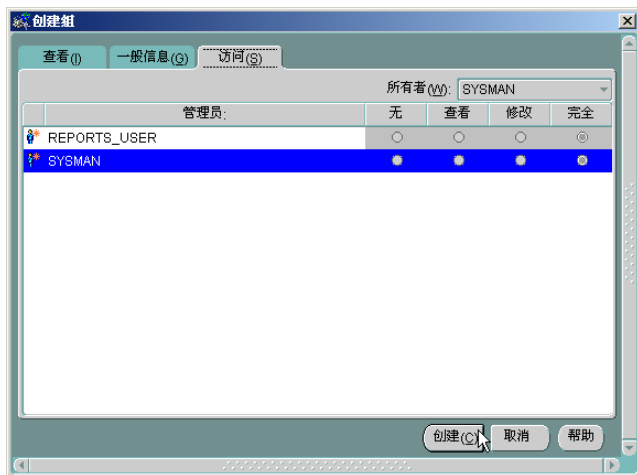 创建组
查看(I) 一般信息(G) 访问(S)
所有者(W): SYSMAN
管理员: 无 查看 修改 完全
REPORTS_USER
SYSMAN
创建(C) 取消 帮助